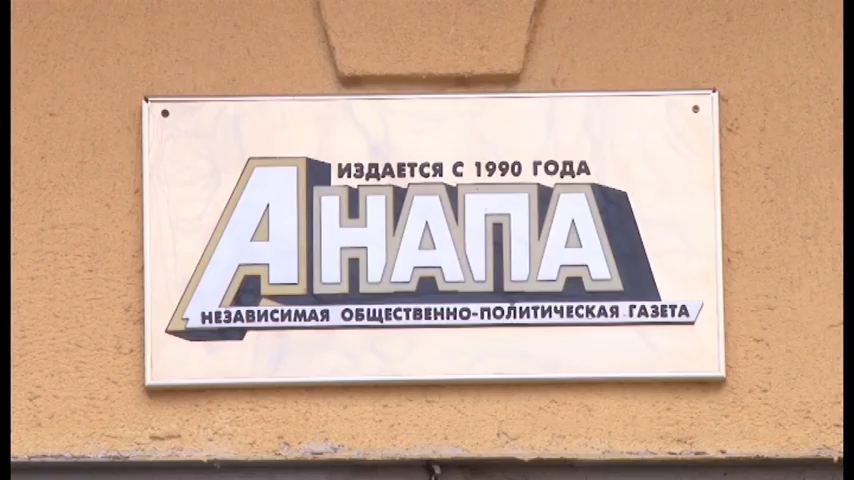 ИЗДАЕТСЯ С 1990 ГОДА
АНАПА
НЕЗАВИСИМАЯ ОБЩЕСТВЕННО-ПОЛИТИЧЕСКАЯ ГАЗЕТА